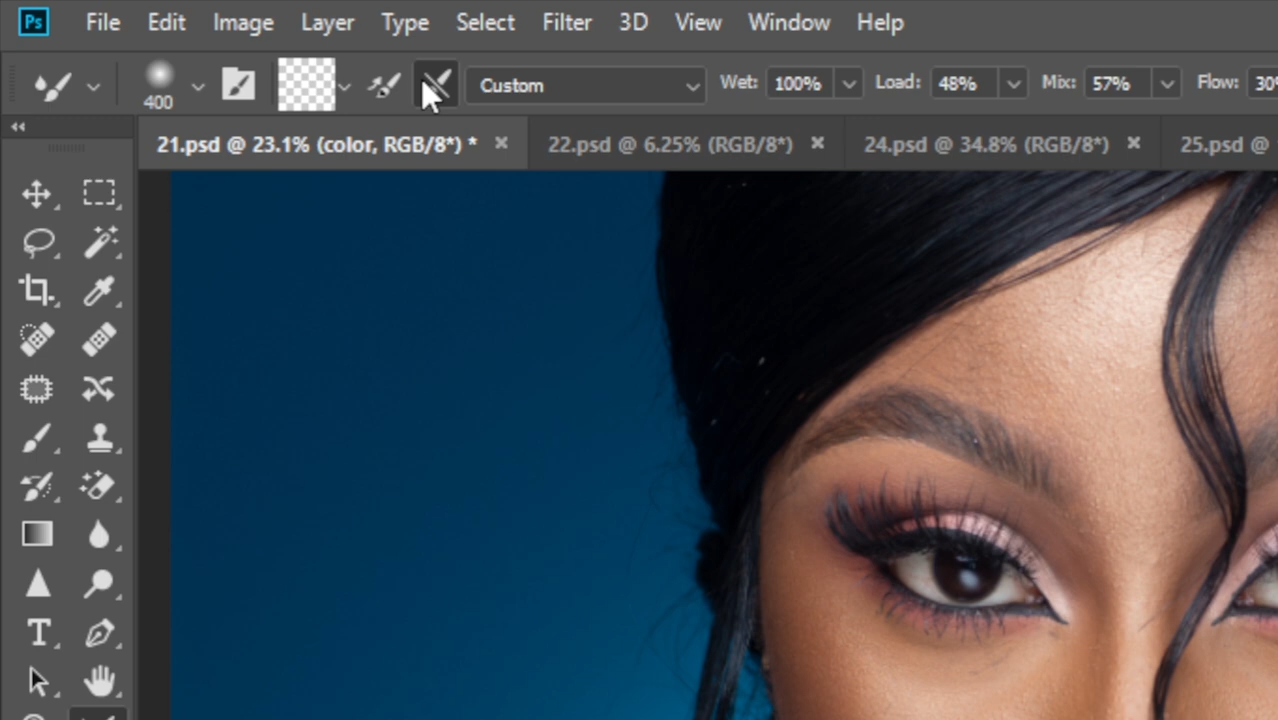 Ps File Edit Image Layer Type Select Filter 3D View Window Help
400 Custom Wet: 100% Load: 48% Mix: 57% Flow: 30%
21.psd @ 23.1% (color, RGB/8*) * 22.psd @ 6.25% (RGB/8*) 24.psd @ 34.8% (RGB/8*) 25.psd @
T